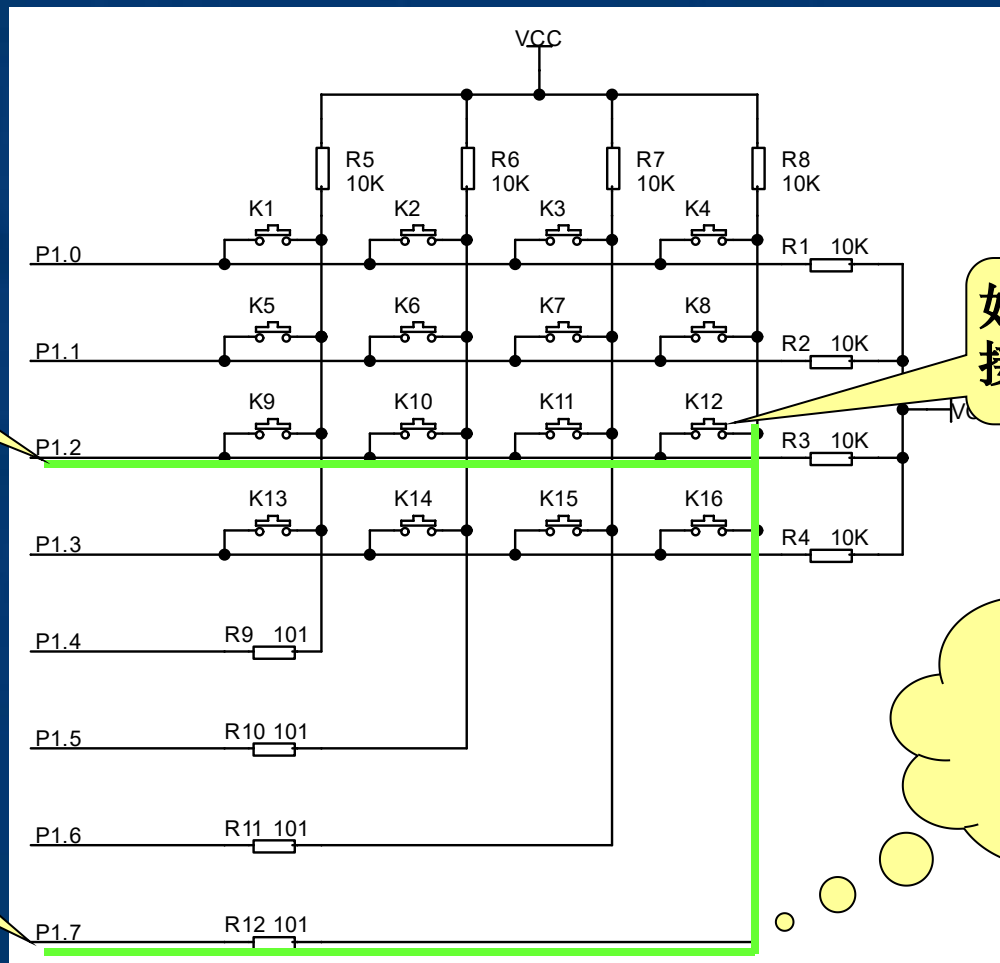 VCC
R5
10K
R6
10K
R7
10K
R8
10K
K1
K2
K3
K4
P1.0
R1 10K
K5
K6
K7
K8
P1.1
R2 10K
K9
K10
K11
K12
P1.2
R3 10K
K13
K14
K15
K16
P1.3
R4 10K
P1.4
R9 101
P1.5
R10 101
P1.6
R11 101
P1.7
R12 101